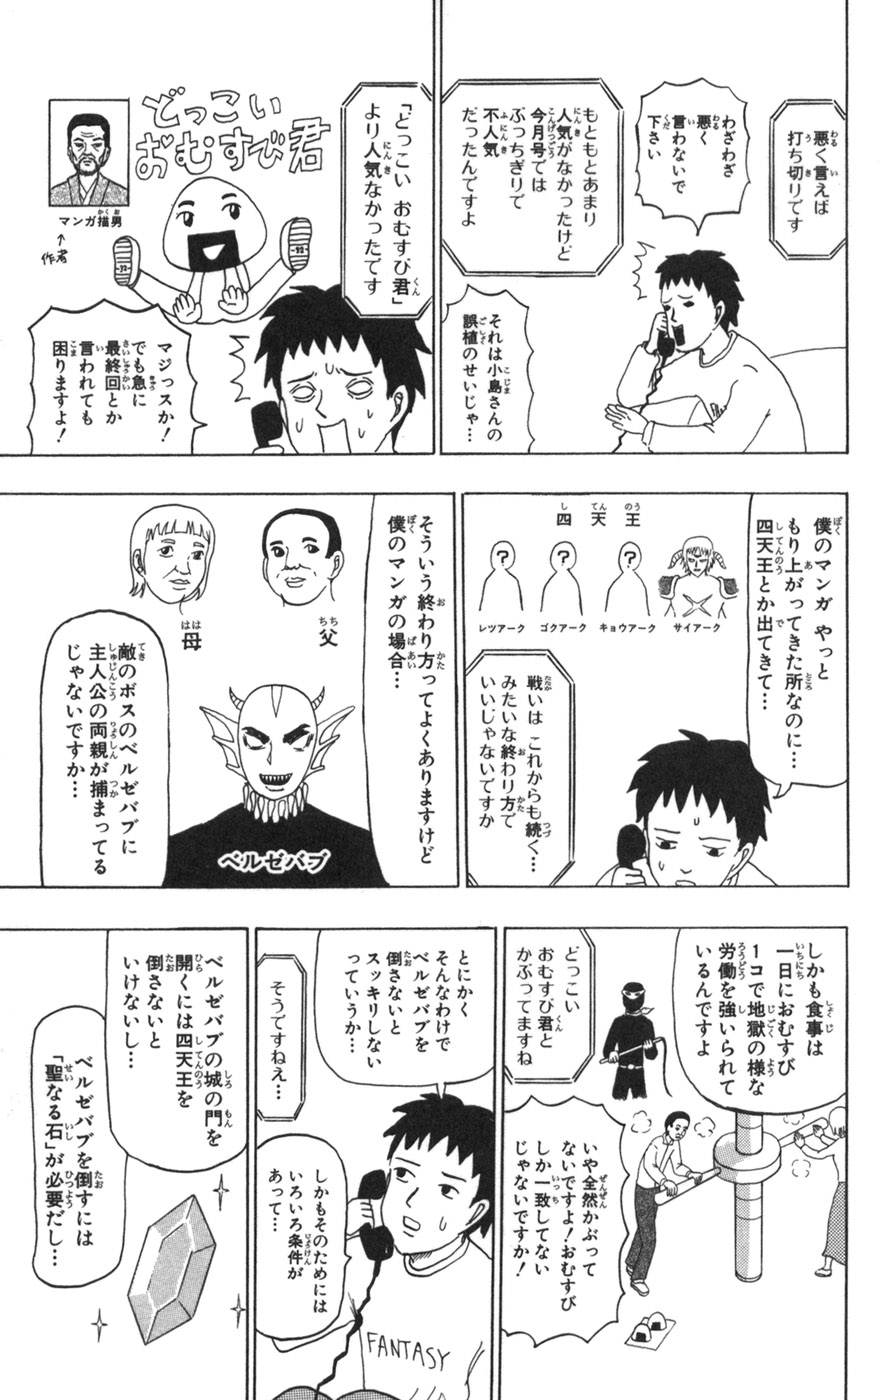 悪く言えば
打ち切りです
わざわざ
悪く
言わないで
下さい
もともとあまり
人気がなかったけど
今月号では
ぶっちぎりで
不人気
だったんですよ
それは小島さんの
誤植のせいじゃ…
「どっこい おむすび君」
より人気なかったです
どっこい
おむすび君
マンガ描男
↑
作者
マジっスか!
でも急に
最終回とか
言われても
困りますよ!
僕のマンガ やっと
もり上がってきた所なのに…
四天王とか出てきて…
四天王
サイアーク
?
キョウアーク
?
ゴクアーク
?
レツアーク
戦いは これからも続く…
みたいな終わり方で
いいじゃないですか
そういう終わり方ってよくありますけど
僕のマンガの場合…
父
母
ベルゼバブ
敵のボスのベルゼバブに
主人公の両親が捕まってる
じゃないですか…
しかも食事は
一日におむすび
1コで地獄の様な
労働を強いられて
いるんですよ
どっこい
おむすび君と
かぶってますね
いや全然かぶって
ないですよ!おむすび
しか一致してない
じゃないですか!
とにかく
そんなわけで
ベルゼバブを
倒さないと
スッキリしない
っていうか…
そうですねえ…
しかもそのためには
いろいろ条件が
あって…
FANTASY
ベルゼバブの城の門を
開くには四天王を
倒さないと
いけないし…
ベルゼバブを倒すには
「聖なる石」が必要だし…